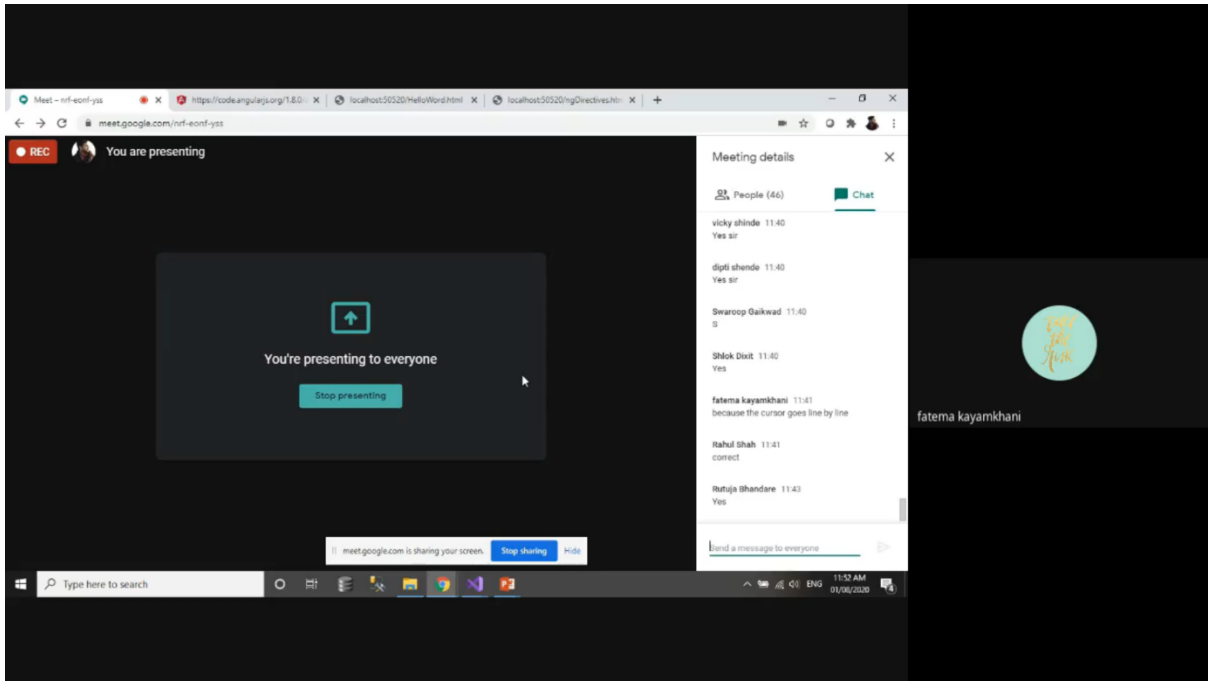 Meet – nrf-eonf-yss
https://code.angularjs.org/1.8.0/
localhost:50520/HelloWord.html
localhost:50520/ngDirectives.htm
meet.google.com/nrf-eonf-yss
REC
You are presenting
Meeting details
People (46)
Chat
vicky shinde 11:40
Yes sir
dipti shende 11:40
Yes sir
Swaroop Gaikwad 11:40
S
Shlok Dixit 11:40
Yes
fatema kayamkhani 11:41
because the cursor goes line by line
Rahul Shah 11:41
correct
Rutuja Bhandare 11:43
Yes
You're presenting to everyone
Stop presenting
Send a message to everyone
meet.google.com is sharing your screen.
Stop sharing
Hide
Type here to search
ENG
11:52 AM
01/08/2020
4
fatema kayamkhani